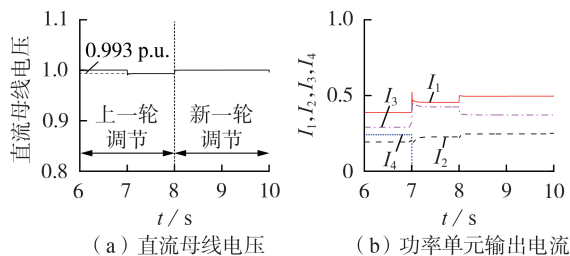 直流母线电压
1.1
1.0
0.9
0.8
0.993 p.u.
上一轮
调节
新一轮
调节
6 7 8 9 10
t / s
(a)直流母线电压
I1, I2, I3, I4
1.0
0.5
0
I3
I1
I4
I2
6 7 8 9 10
t / s
(b)功率单元输出电流